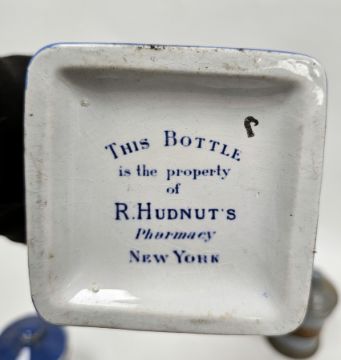 THIS BOTTLE
is the property
of
R. HUDNUT'S
Pharmacy
NEW YORK